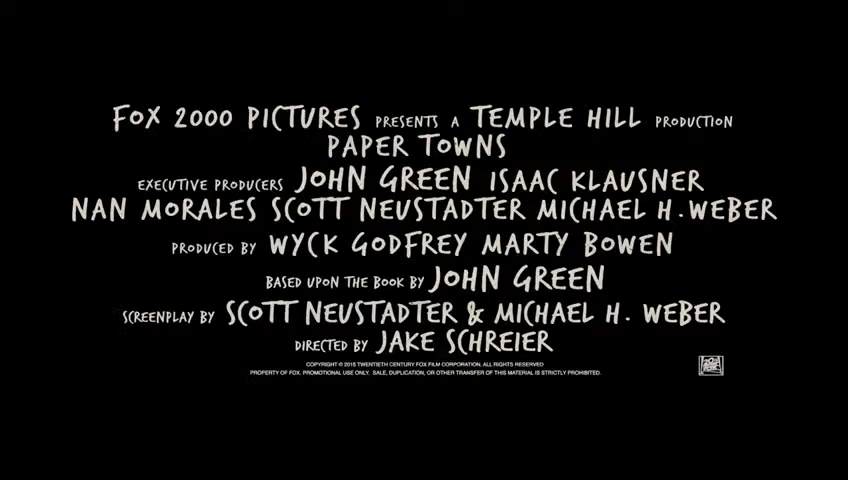 FOX 2000 PICTURES PRESENTS A TEMPLE HILL PRODUCTION
PAPER TOWNS
EXECUTIVE PRODUCERS JOHN GREEN ISAAC KLAUSNER
NAN MORALES SCOTT NEUSTADTER MICHAEL H. WEBER
PRODUCED BY WYCK GODFREY MARTY BOWEN
BASED UPON THE BOOK BY JOHN GREEN
SCREENPLAY BY SCOTT NEUSTADTER & MICHAEL H. WEBER
DIRECTED BY JAKE SCHREIER
COPYRIGHT © 2015 TWENTIETH CENTURY FOX FILM CORPORATION. ALL RIGHTS RESERVED
PROPERTY OF FOX. PROMOTIONAL USE ONLY. SALE, DUPLICATION, OR OTHER TRANSFER OF THIS MATERIAL IS STRICTLY PROHIBITED.